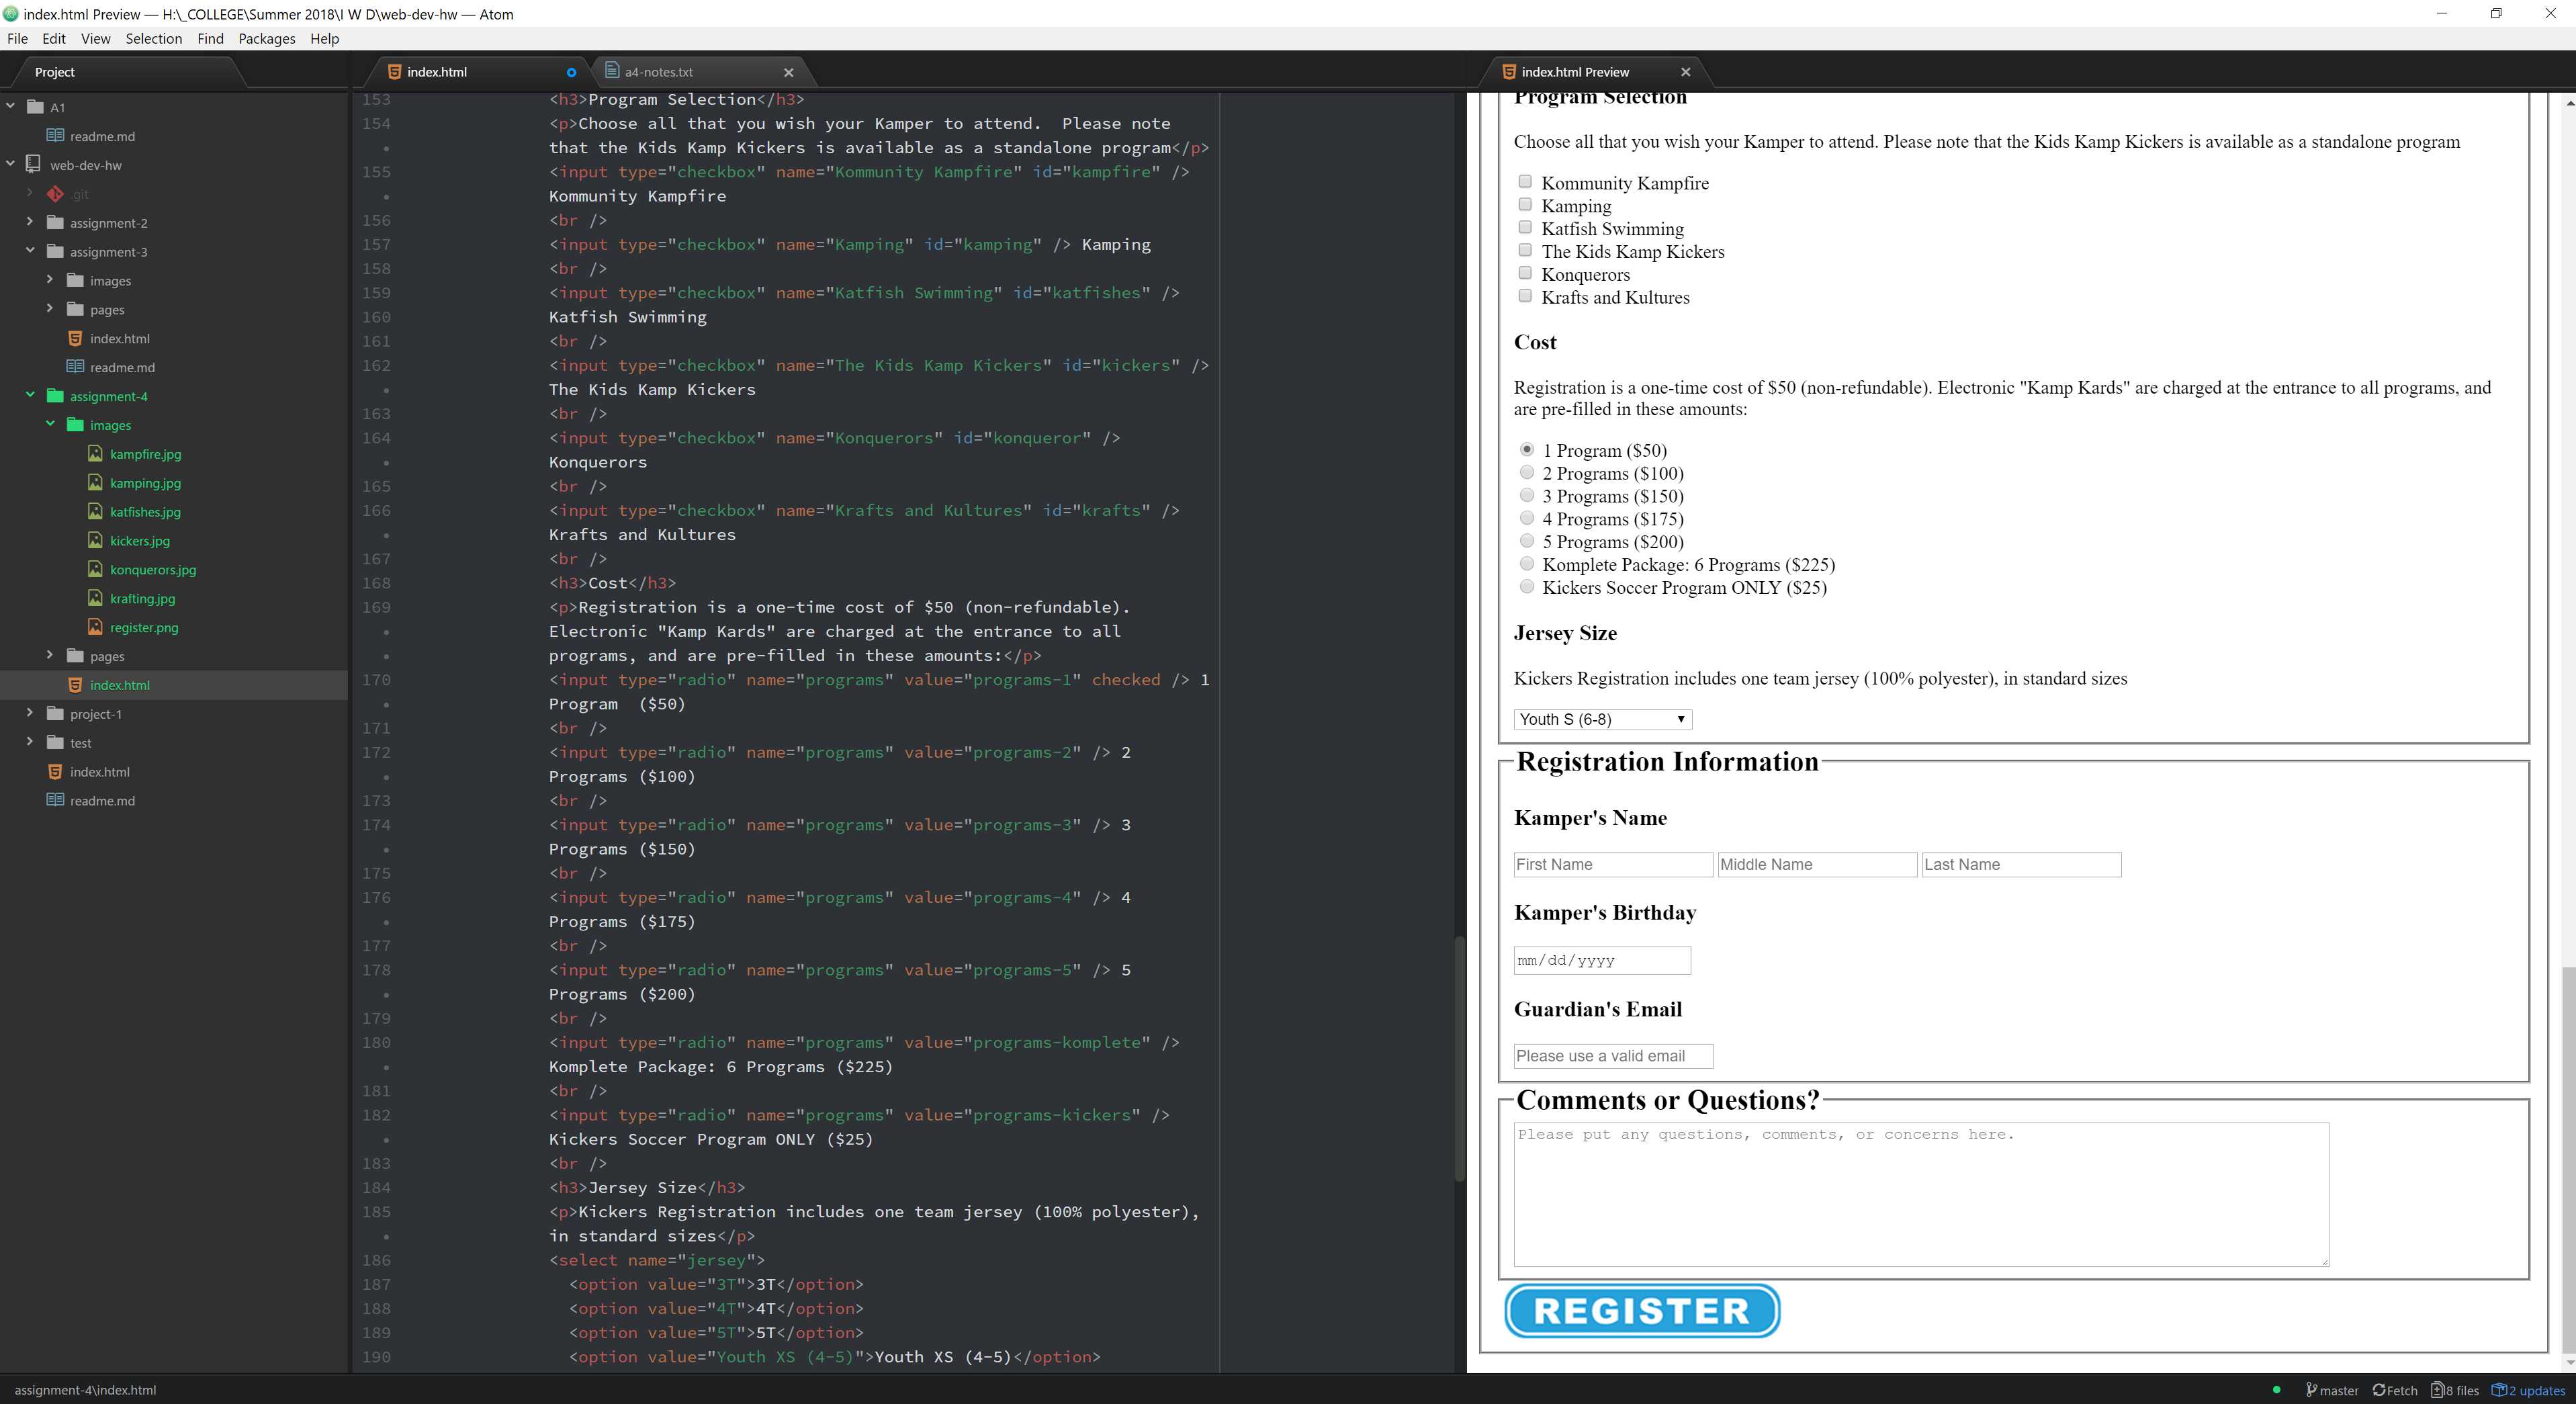 index.html Preview — H:\_COLLEGE\Summer 2018\I W D\web-dev-hw — Atom
File Edit View Selection Find Packages Help
Project
A1
readme.md
web-dev-hw
.git
assignment-2
assignment-3
images
pages
index.html
readme.md
assignment-4
images
kampfire.jpg
kamping.jpg
katfishes.jpg
kickers.jpg
konquerors.jpg
krafting.jpg
register.png
pages
index.html
project-1
test
index.html
readme.md
index.html
a4-notes.txt
153 <h3>Program Selection</h3>
154 <p>Choose all that you wish your Kamper to attend.  Please note
that the Kids Kamp Kickers is available as a standalone program</p>
155 <input type="checkbox" name="Kommunity Kampfire" id="kampfire" />
Kommunity Kampfire
156 <br />
157 <input type="checkbox" name="Kamping" id="kamping" /> Kamping
158 <br />
159 <input type="checkbox" name="Katfish Swimming" id="katfishes" />
160 Katfish Swimming
161 <br />
162 <input type="checkbox" name="The Kids Kamp Kickers" id="kickers" />
The Kids Kamp Kickers
163 <br />
164 <input type="checkbox" name="Konquerors" id="konqueror" />
Konquerors
165 <br />
166 <input type="checkbox" name="Krafts and Kultures" id="krafts" />
Krafts and Kultures
167 <br />
168 <h3>Cost</h3>
169 <p>Registration is a one-time cost of $50 (non-refundable).
Electronic "Kamp Kards" are charged at the entrance to all
programs, and are pre-filled in these amounts:</p>
170 <input type="radio" name="programs" value="programs-1" checked /> 1
Program  ($50)
171 <br />
172 <input type="radio" name="programs" value="programs-2" /> 2
Programs ($100)
173 <br />
174 <input type="radio" name="programs" value="programs-3" /> 3
Programs ($150)
175 <br />
176 <input type="radio" name="programs" value="programs-4" /> 4
Programs ($175)
177 <br />
178 <input type="radio" name="programs" value="programs-5" /> 5
Programs ($200)
179 <br />
180 <input type="radio" name="programs" value="programs-komplete" />
Komplete Package: 6 Programs ($225)
181 <br />
182 <input type="radio" name="programs" value="programs-kickers" />
Kickers Soccer Program ONLY ($25)
183 <br />
184 <h3>Jersey Size</h3>
185 <p>Kickers Registration includes one team jersey (100% polyester),
in standard sizes</p>
186 <select name="jersey">
187 <option value="3T">3T</option>
188 <option value="4T">4T</option>
189 <option value="5T">5T</option>
190 <option value="Youth XS (4-5)">Youth XS (4-5)</option>
index.html Preview
Program Selection
Choose all that you wish your Kamper to attend. Please note that the Kids Kamp Kickers is available as a standalone program
Kommunity Kampfire
Kamping
Katfish Swimming
The Kids Kamp Kickers
Konquerors
Krafts and Kultures
Cost
Registration is a one-time cost of $50 (non-refundable). Electronic "Kamp Kards" are charged at the entrance to all programs, and
are pre-filled in these amounts:
1 Program ($50)
2 Programs ($100)
3 Programs ($150)
4 Programs ($175)
5 Programs ($200)
Komplete Package: 6 Programs ($225)
Kickers Soccer Program ONLY ($25)
Jersey Size
Kickers Registration includes one team jersey (100% polyester), in standard sizes
Youth S (6-8)
Registration Information
Kamper's Name
First Name Middle Name Last Name
Kamper's Birthday
mm/dd/yyyy
Guardian's Email
Please use a valid email
Comments or Questions?
Please put any questions, comments, or concerns here.
REGISTER
assignment-4\index.html
master Fetch 8 files 2 updates